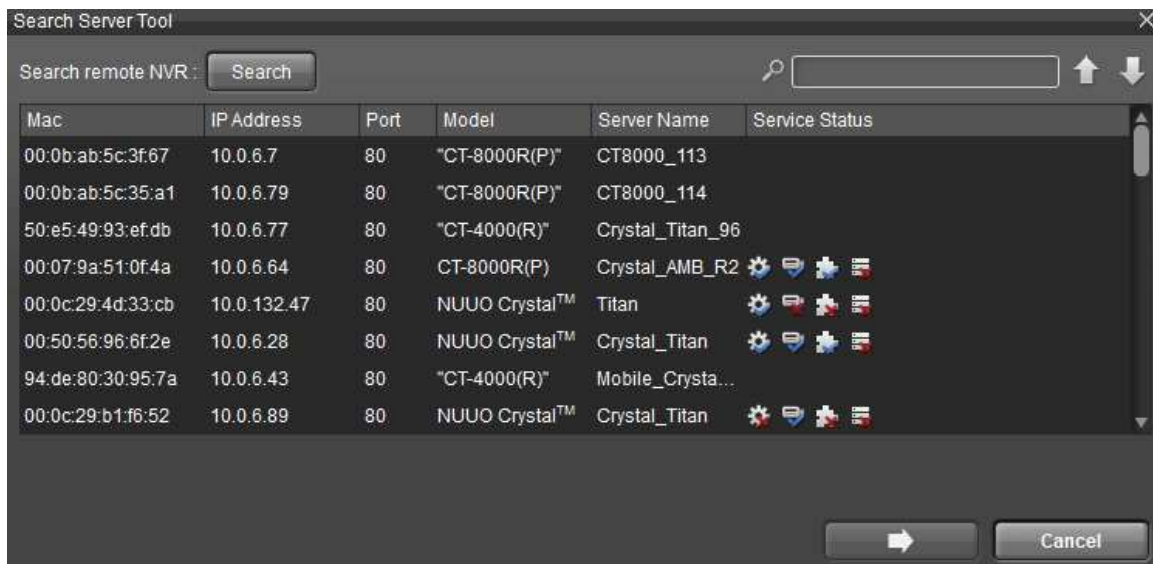 Search Server Tool
Search remote NVR : Search
Mac IP Address Port Model Server Name Service Status
00:0b:ab:5c:3f:67 10.0.6.7 80 "CT-8000R(P)" CT8000_113
00:0b:ab:5c:35:a1 10.0.6.79 80 "CT-8000R(P)" CT8000_114
50:e5:49:93:ef:db 10.0.6.77 80 "CT-4000(R)" Crystal_Titan_96
00:07:9a:51:0f:4a 10.0.6.64 80 CT-8000R(P) Crystal_AMB_R2
00:0c:29:4d:33:cb 10.0.132.47 80 NUUO Crystal™ Titan
00:50:56:96:6f:2e 10.0.6.28 80 NUUO Crystal™ Crystal_Titan
94:de:80:30:95:7a 10.0.6.43 80 "CT-4000(R)" Mobile_Crysta...
00:0c:29:b1:f6:52 10.0.6.89 80 NUUO Crystal™ Crystal_Titan
Cancel